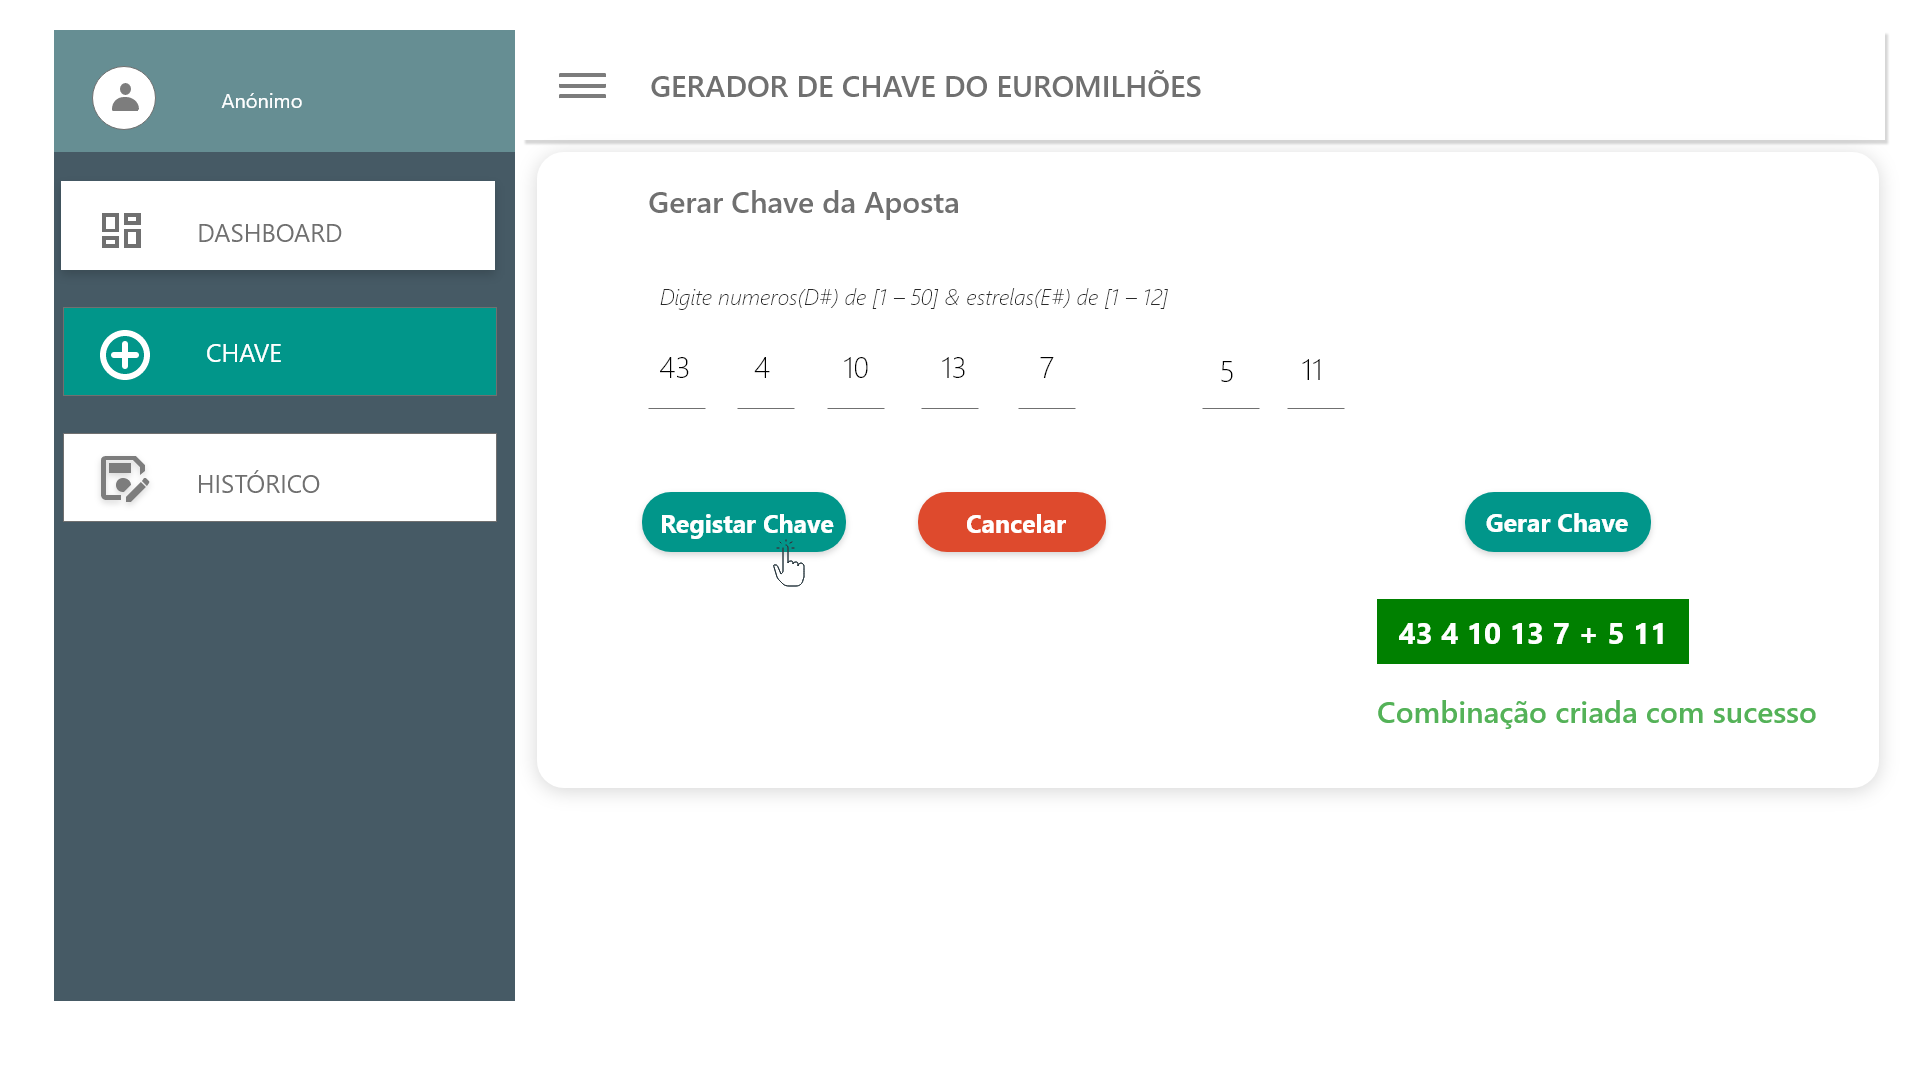 Anónimo
DASHBOARD
CHAVE
HISTÓRICO
GERADOR DE CHAVE DO EUROMILHÕES
Gerar Chave da Aposta
Digite numeros(D#) de [1 – 50] & estrelas(E#) de [1 – 12]
43 4 10 13 7 5 11
Registar Chave Cancelar Gerar Chave
43 4 10 13 7 + 5 11
Combinação criada com sucesso